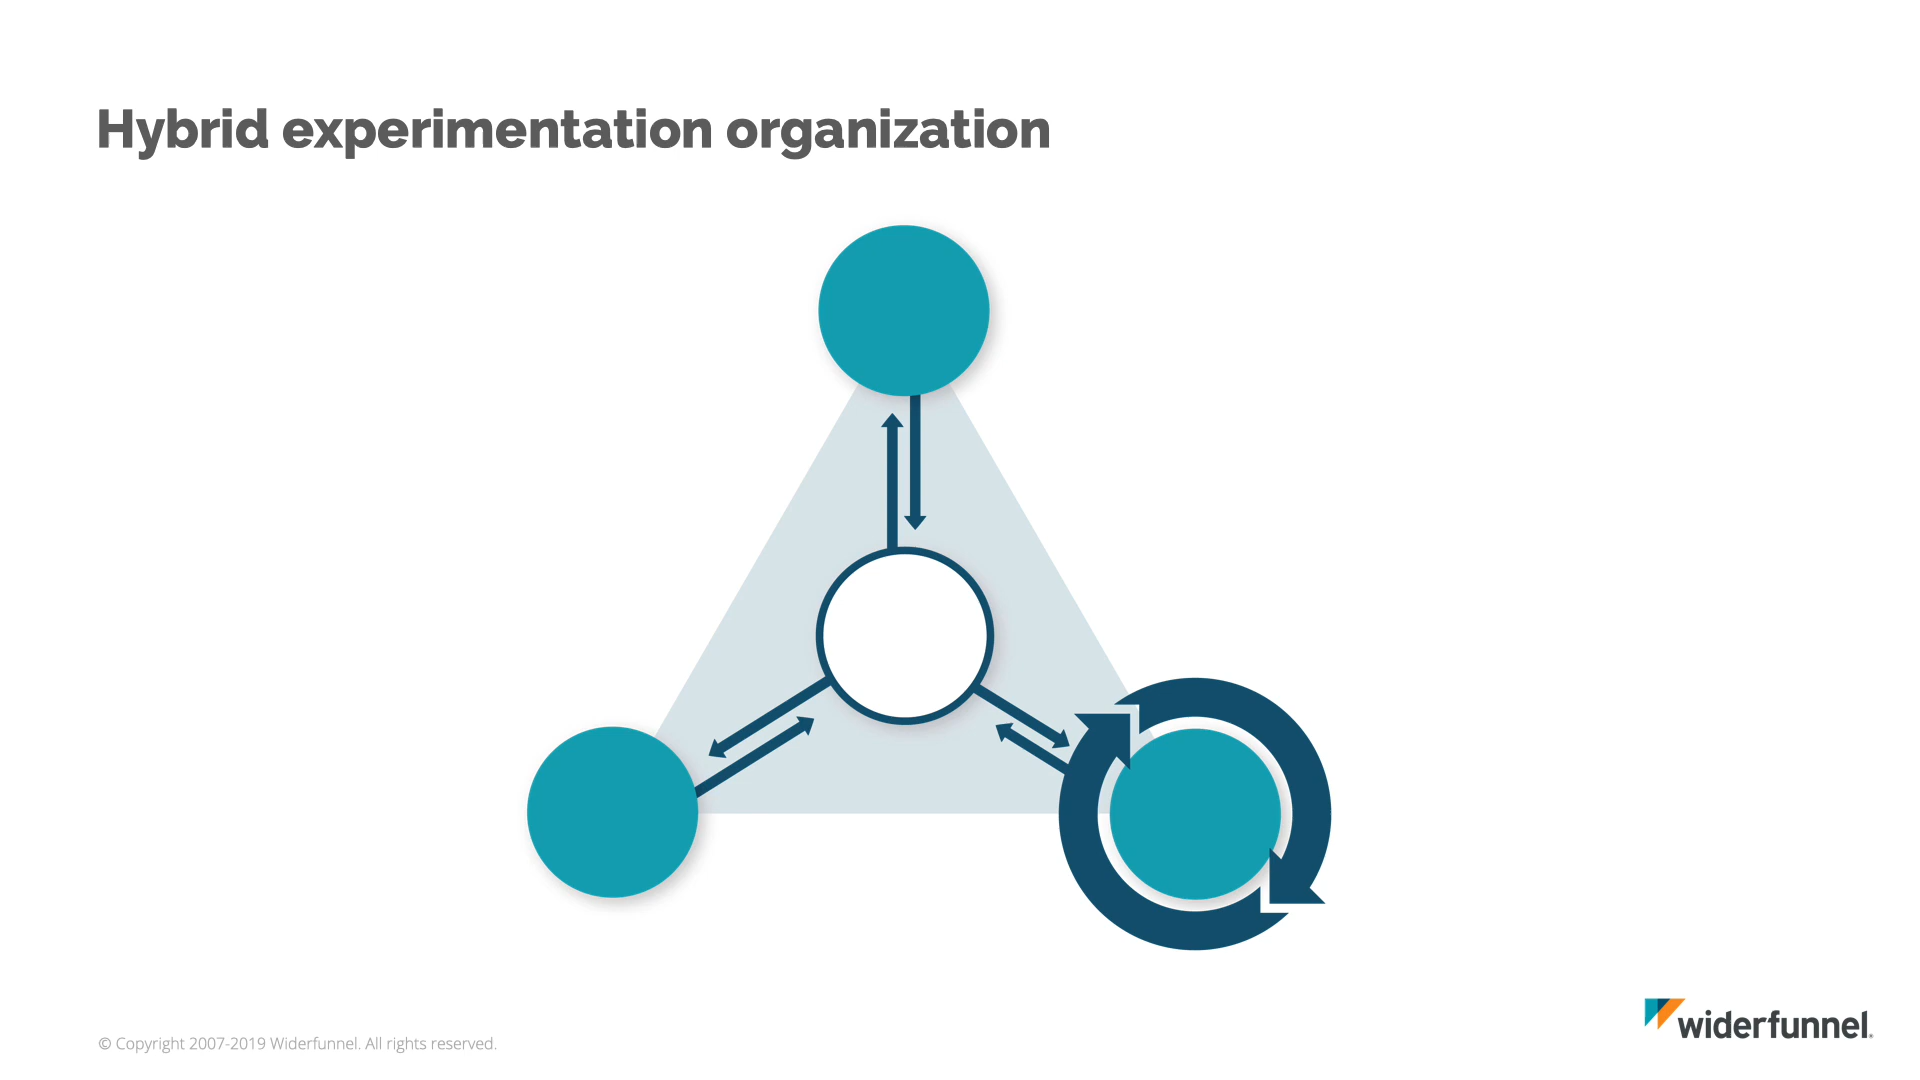 Hybrid experimentation organization
© Copyright 2007-2019 Widerfunnel. All rights reserved.
widerfunnel